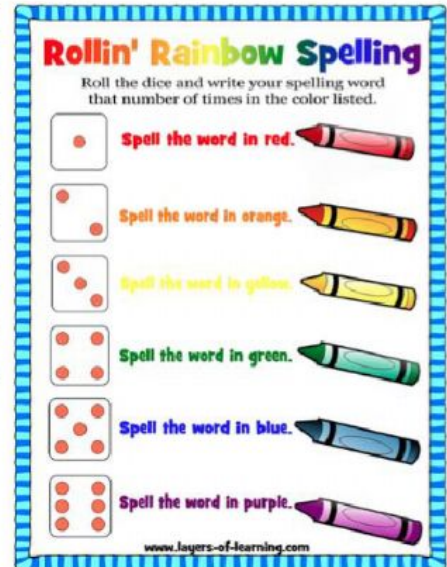 Rollin' Rainbow Spelling
Roll the dice and write your spelling word
that number of times in the color listed.
Spell the word in red.
Spell the word in orange.
Spell the word in yellow.
Spell the word in green.
Spell the word in blue.
Spell the word in purple.
www.layers-of-learning.com